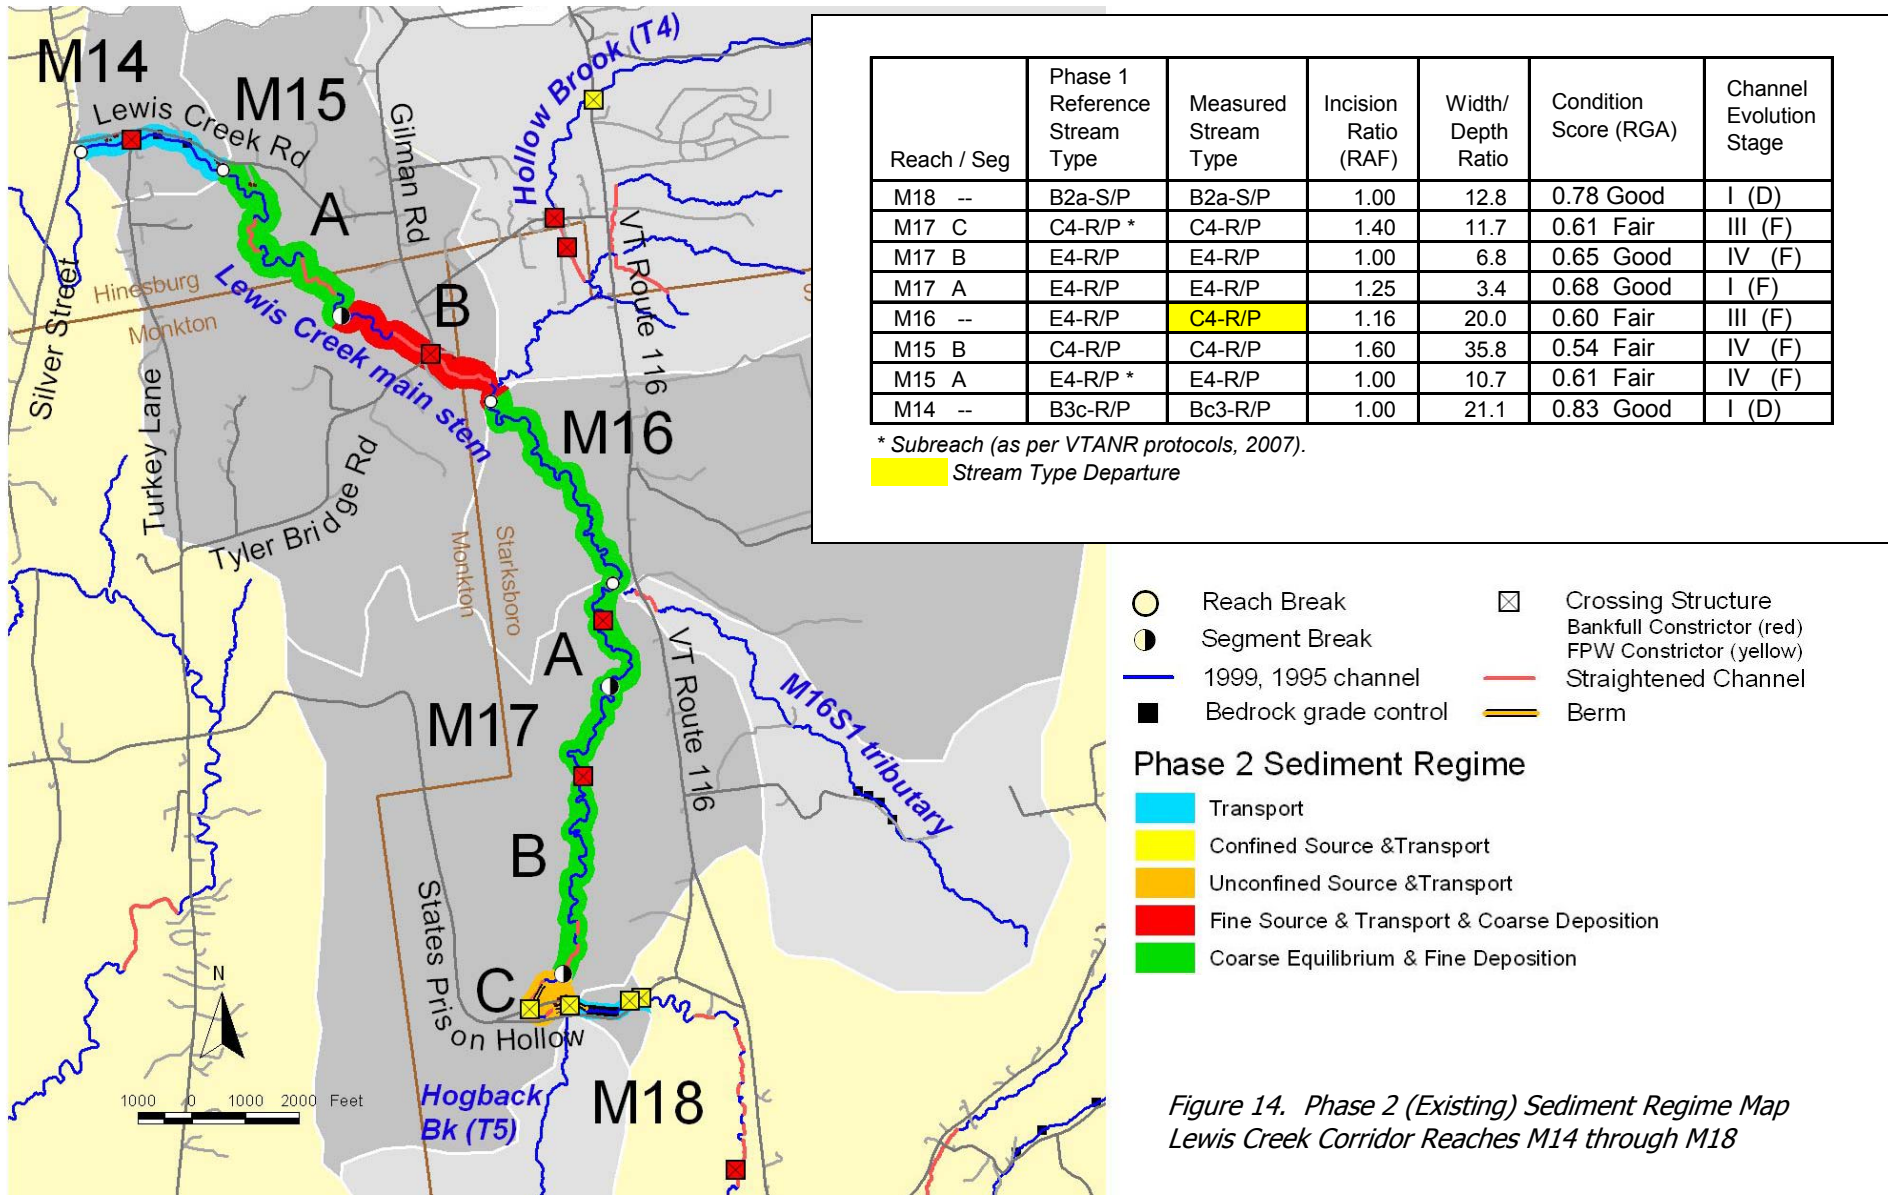 M14
Lewis Creek Rd
M15
Gilman Rd
Hollow Brook (T4)
A
VT Route 116
Hinesburg
Monkton
Silver Street
Lewis Creek main stem
B
Turkey Lane
Tyler Bridge Rd
M16
Monkton
Starksboro
A
VT Route 116
M16S1 tributary
M17
B
States Prison Hollow
C
N
1000 0 1000 2000 Feet
Hogback
Bk (T5)
M18
Reach / Seg | Phase 1 Reference Stream Type | Measured Stream Type | Incision Ratio (RAF) | Width/ Depth Ratio | Condition Score (RGA) | Channel Evolution Stage
M18 -- | B2a-S/P | B2a-S/P | 1.00 | 12.8 | 0.78 Good | I (D)
M17 C | C4-R/P * | C4-R/P | 1.40 | 11.7 | 0.61 Fair | III (F)
M17 B | E4-R/P | E4-R/P | 1.00 | 6.8 | 0.65 Good | IV (F)
M17 A | E4-R/P | E4-R/P | 1.25 | 3.4 | 0.68 Good | I (F)
M16 -- | E4-R/P | C4-R/P | 1.16 | 20.0 | 0.60 Fair | III (F)
M15 B | C4-R/P | C4-R/P | 1.60 | 35.8 | 0.54 Fair | IV (F)
M15 A | E4-R/P * | E4-R/P | 1.00 | 10.7 | 0.61 Fair | IV (F)
M14 -- | B3c-R/P | Bc3-R/P | 1.00 | 21.1 | 0.83 Good | I (D)
* Subreach (as per VTANR protocols, 2007).
Stream Type Departure
Reach Break
Segment Break
1999, 1995 channel
Bedrock grade control
Crossing Structure
Bankfull Constrictor (red)
FPW Constrictor (yellow)
Straightened Channel
Berm
Phase 2 Sediment Regime
Transport
Confined Source &Transport
Unconfined Source &Transport
Fine Source & Transport & Coarse Deposition
Coarse Equilibrium & Fine Deposition
Figure 14. Phase 2 (Existing) Sediment Regime Map
Lewis Creek Corridor Reaches M14 through M18